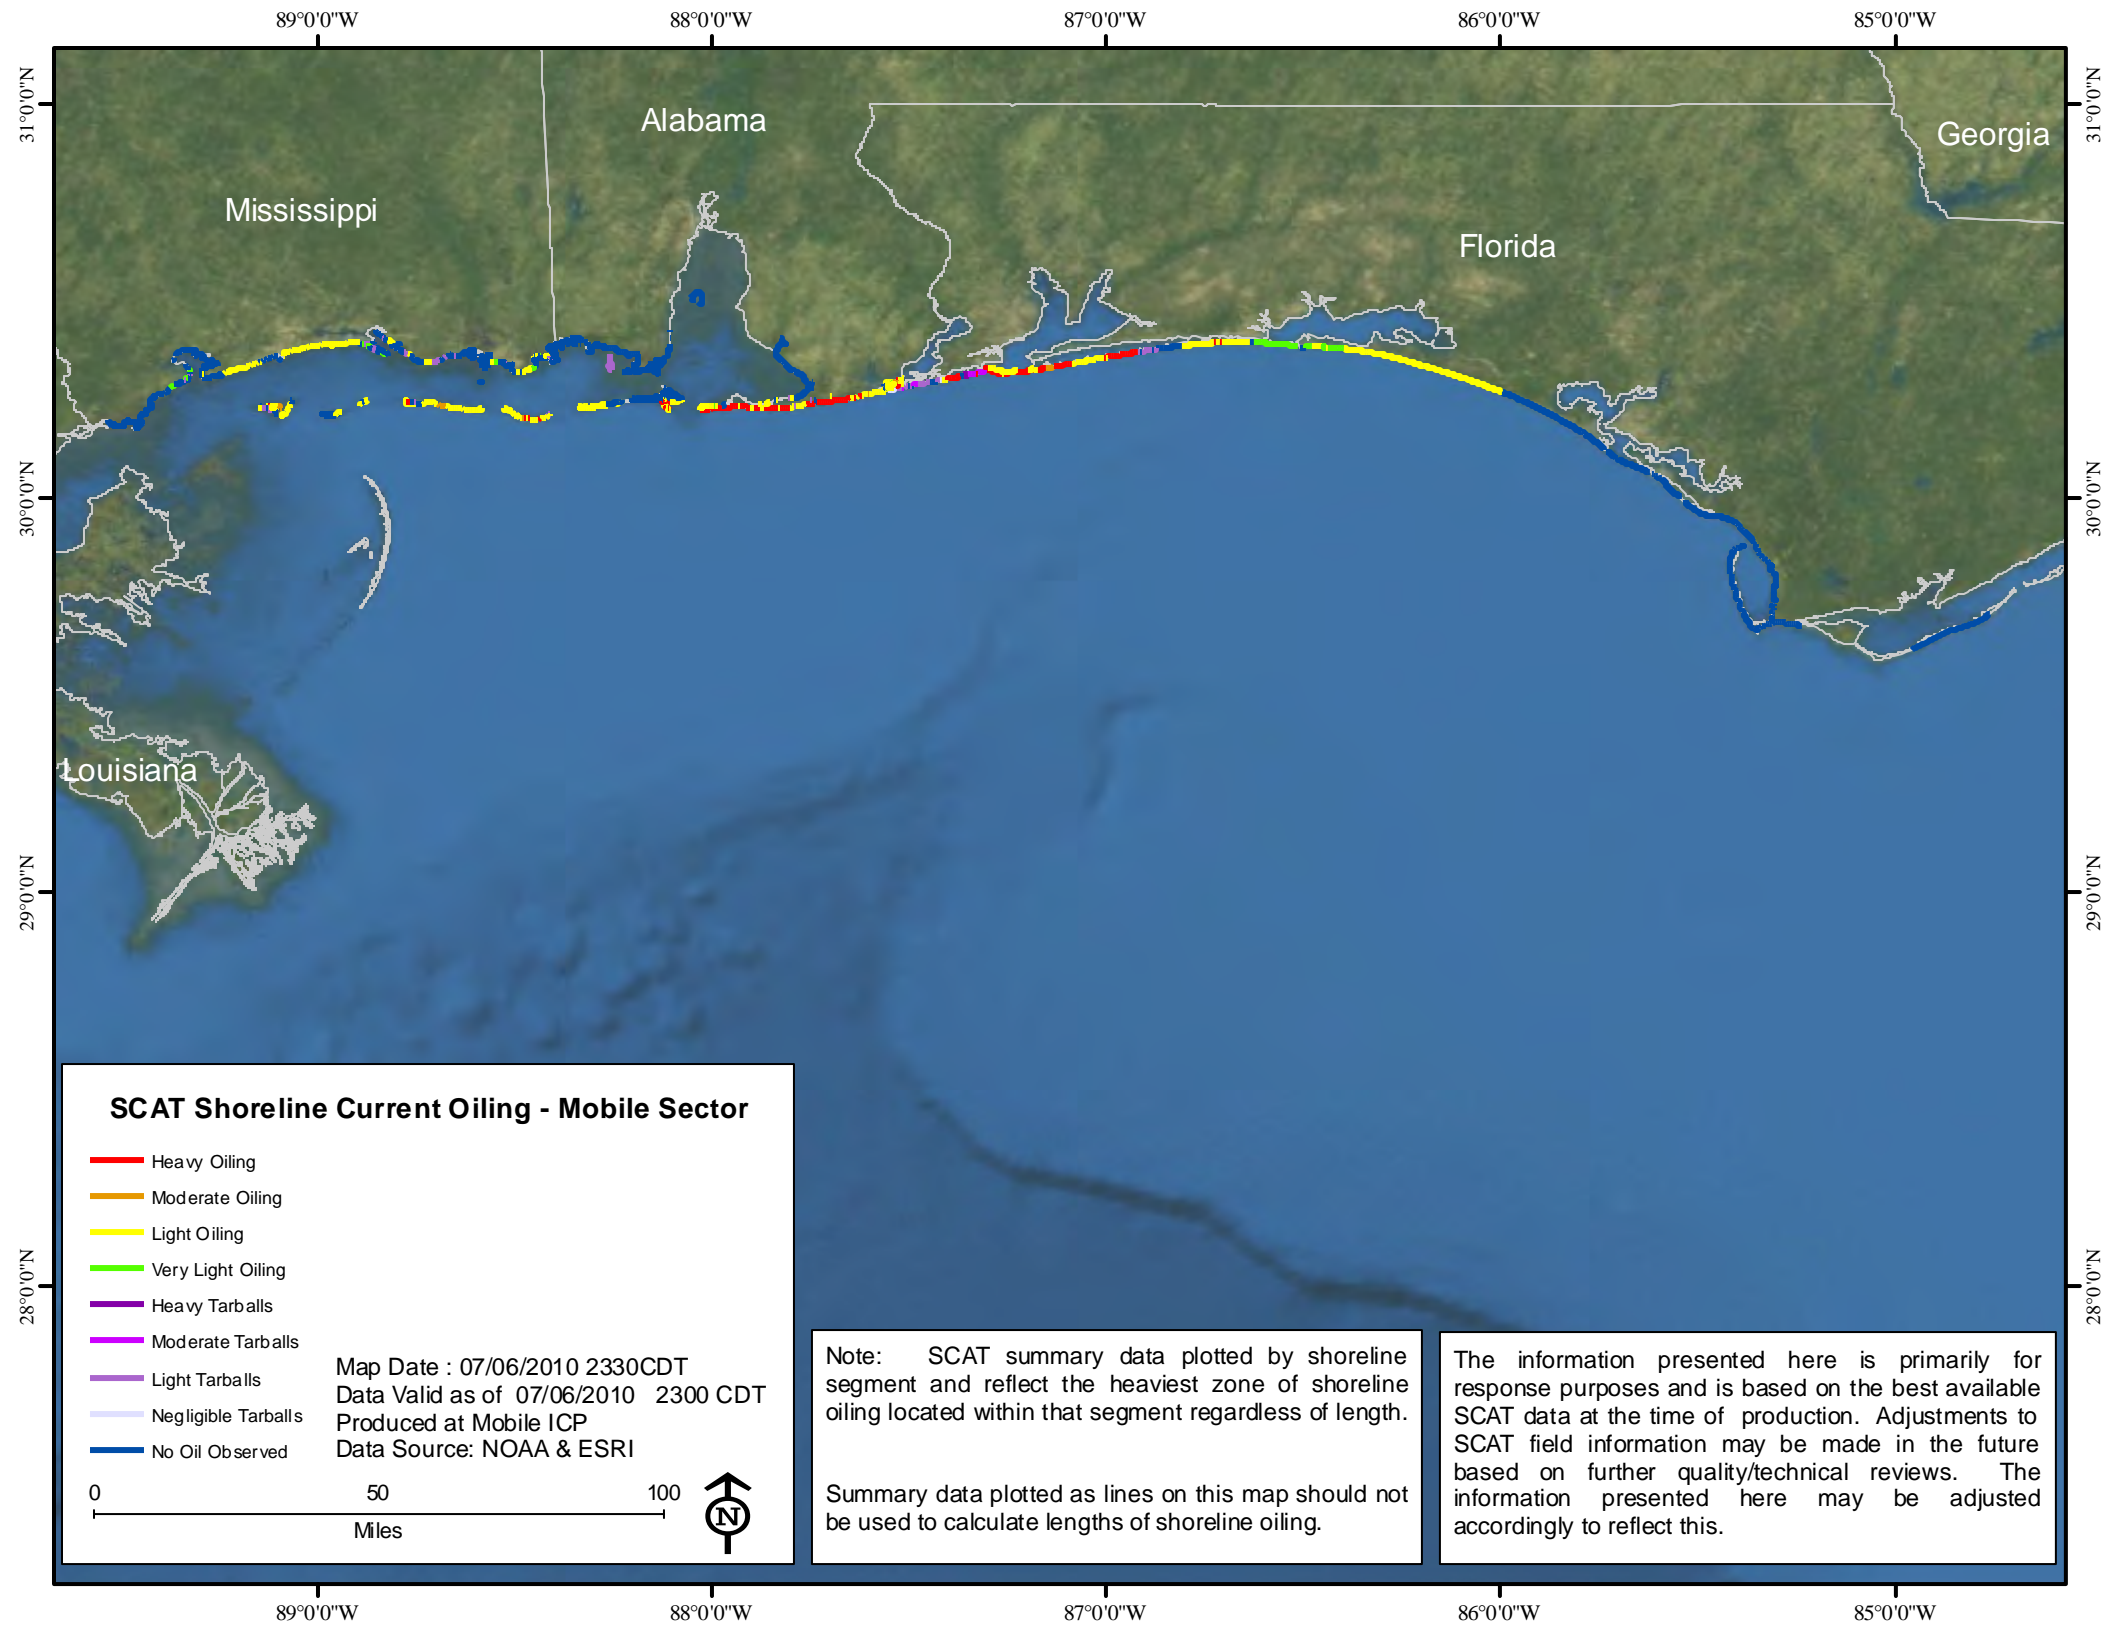 89°0'0"W 88°0'0"W 87°0'0"W 86°0'0"W 85°0'0"W
31°0'0"N 31°0'0"N
Alabama
Georgia
Mississippi
Florida
30°0'0"N 30°0'0"N
Louisiana
29°0'0"N 29°0'0"N
28°0'0"N 28°0'0"N
SCAT Shoreline Current Oiling - Mobile Sector
Heavy Oiling
Moderate Oiling
Light Oiling
Very Light Oiling
Heavy Tarballs
Moderate Tarballs
Light Tarballs
Negligible Tarballs
No Oil Observed
Map Date : 07/06/2010 2330CDT
Data Valid as of 07/06/2010 2300 CDT
Produced at Mobile ICP
Data Source: NOAA & ESRI
0 50 100
Miles
N
Note: SCAT summary data plotted by shoreline
segment and reflect the heaviest zone of shoreline
oiling located within that segment regardless of length.
Summary data plotted as lines on this map should not
be used to calculate lengths of shoreline oiling.
The information presented here is primarily for
response purposes and is based on the best available
SCAT data at the time of production. Adjustments to
SCAT field information may be made in the future
based on further quality/technical reviews. The
information presented here may be adjusted
accordingly to reflect this.
89°0'0"W 88°0'0"W 87°0'0"W 86°0'0"W 85°0'0"W